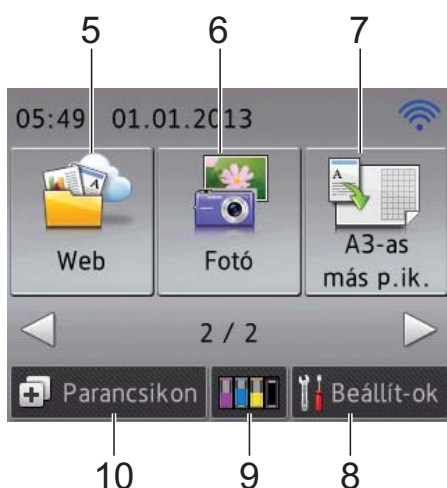 5 6 7
05:49 01.01.2013
Web Fotó A3-as
más p.ik.
2 / 2
Parancsikon Beállít-ok
10 9 8